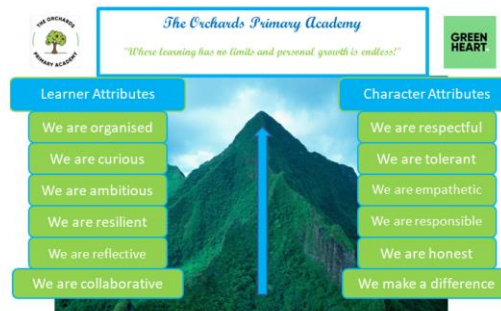 THE ORCHARDS
PRIMARY ACADEMY
The Orchards Primary Academy
"Where learning has no limits and personal growth is endless!"
GREEN
HEART
Learner Attributes
We are organised
We are curious
We are ambitious
We are resilient
We are reflective
We are collaborative
Character Attributes
We are respectful
We are tolerant
We are empathetic
We are responsible
We are honest
We make a difference